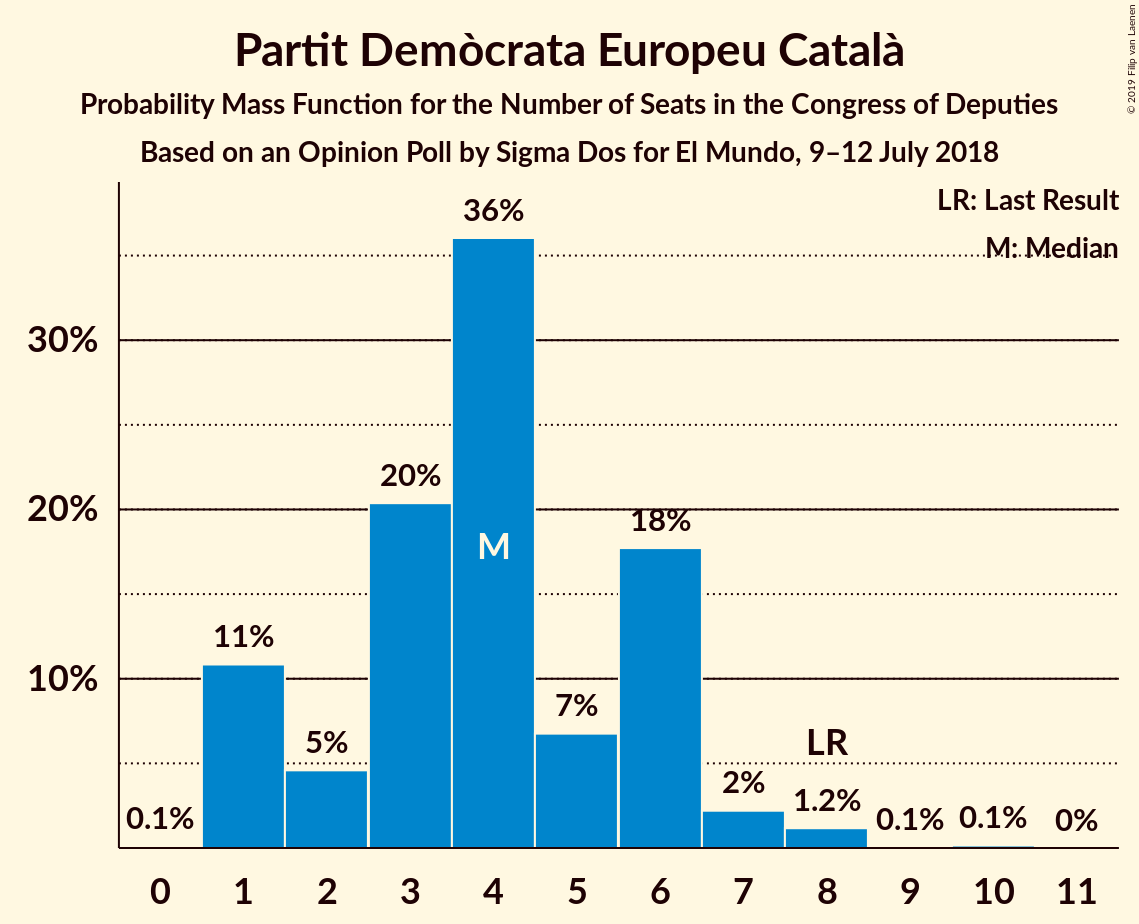 Partit Demòcrata Europeu Català
Probability Mass Function for the Number of Seats in the Congress of Deputies
Based on an Opinion Poll by Sigma Dos for El Mundo, 9–12 July 2018
© 2019 Filip van Laenen
LR: Last Result
M: Median
36%
30%
20%
20%
18%
M
11%
10%
7%
5%
LR
2%
1.2%
0.1%
0.1%
0.1%
0%
0 1 2 3 4 5 6 7 8 9 10 11